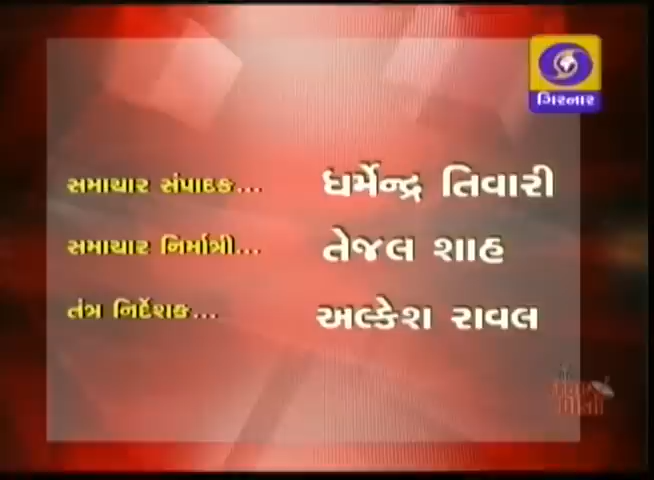 ગિરનાર
સમાચાર સંપાદક... ધર્મેન્દ્ર તિવારી
સમાચાર નિર્માત્રી... તેજલ શાહ
તંત્ર નિર્દેશક... અલ્કેશ રાવલ